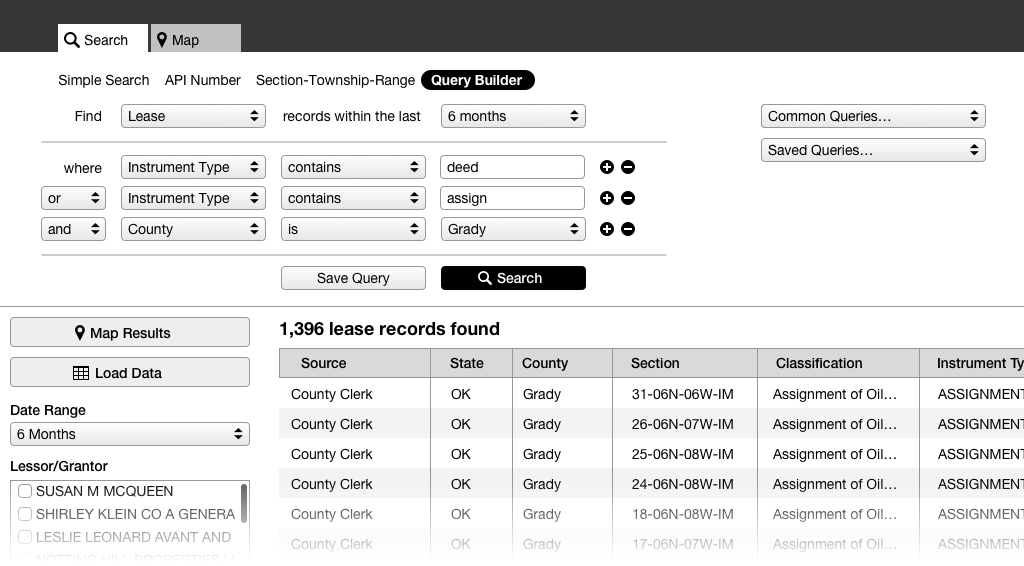 Search Map
Simple Search API Number Section-Township-Range Query Builder
Find Lease records within the last 6 months Common Queries...
Saved Queries...
where Instrument Type contains deed
or Instrument Type contains assign
and County is Grady
Save Query Search
Map Results
Load Data
Date Range
6 Months
Lessor/Grantor
SUSAN M MCQUEEN
SHIRLEY KLEIN CO A GENERA
LESLIE LEONARD AVANT AND
1,396 lease records found
Source State County Section Classification Instrument Ty
County Clerk OK Grady 31-06N-06W-IM Assignment of Oil... ASSIGNMENT
County Clerk OK Grady 26-06N-07W-IM Assignment of Oil... ASSIGNMENT
County Clerk OK Grady 25-06N-08W-IM Assignment of Oil... ASSIGNMENT
County Clerk OK Grady 24-06N-08W-IM Assignment of Oil... ASSIGNMENT
County Clerk OK Grady 18-06N-08W-IM Assignment of Oil... ASSIGNMENT
County Clerk OK Grady 17-06N-07W-IM Assignment of Oil... ASSIGNMENT